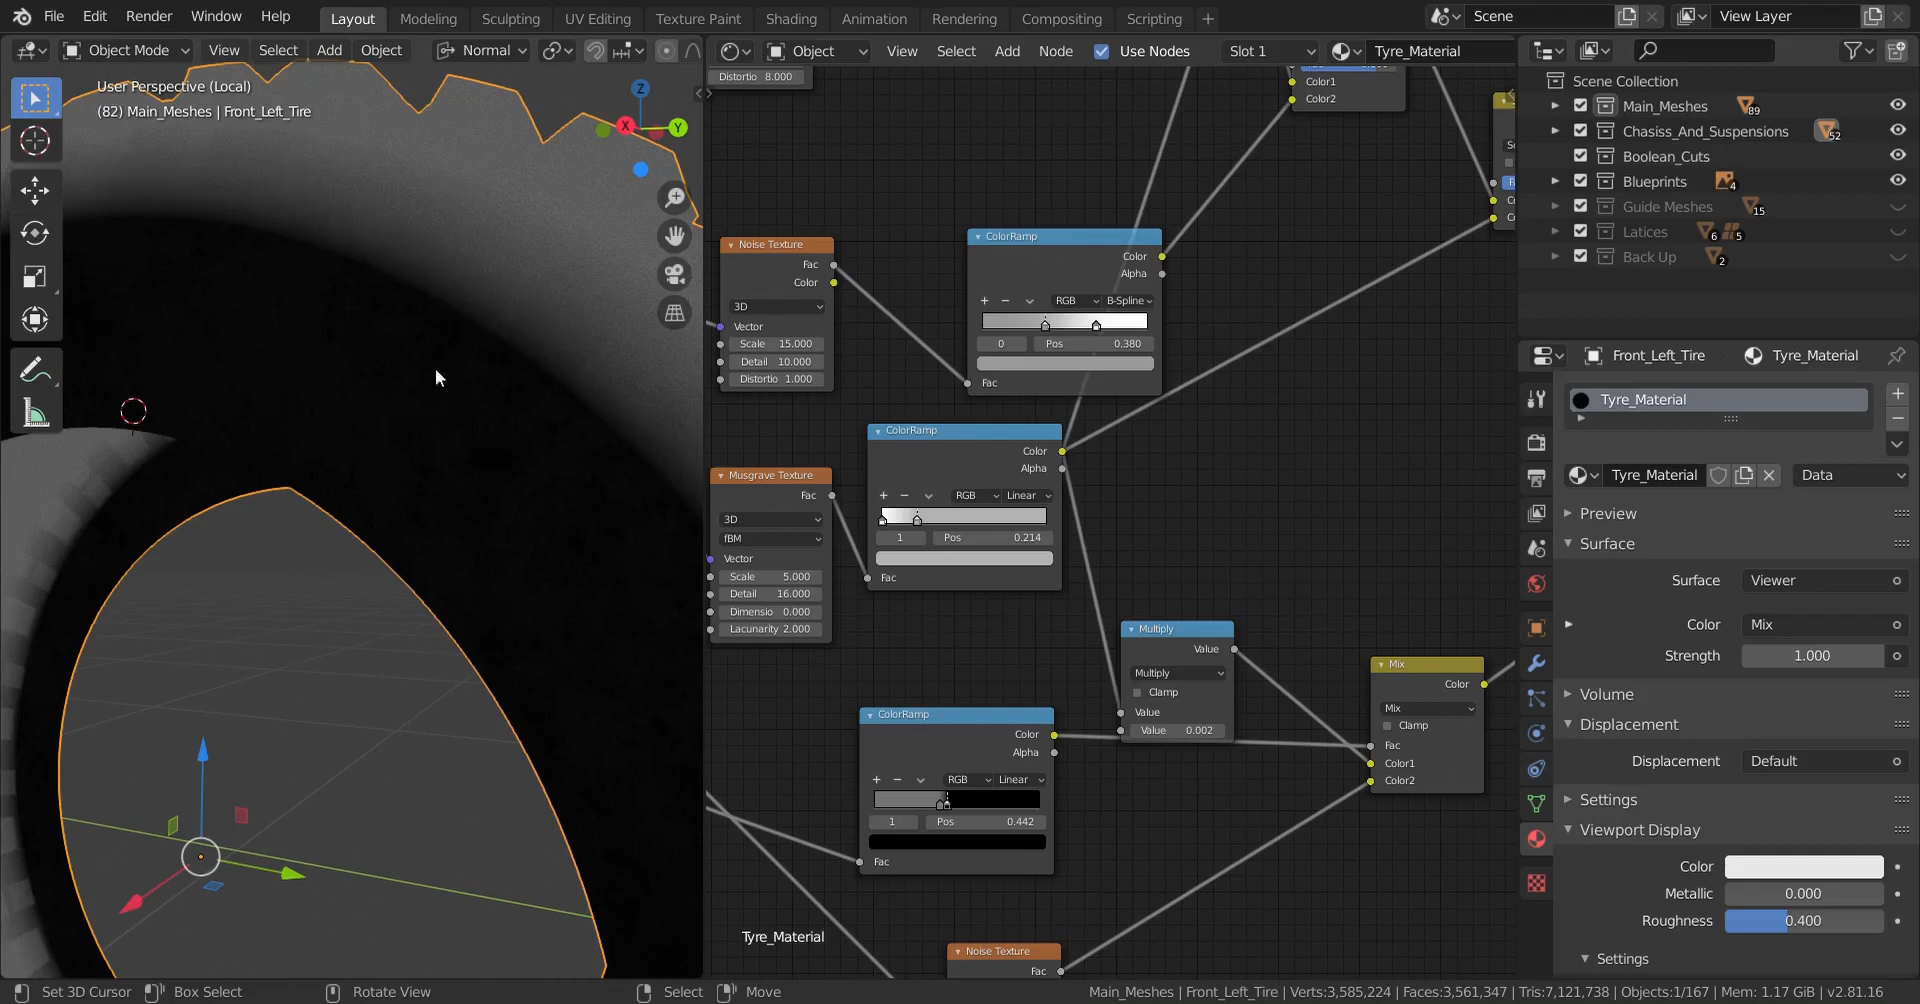 File Edit Render Window Help Layout Modeling Sculpting UV Editing Texture Paint Shading Animation Rendering Compositing Scripting Scene View Layer
Object Mode View Select Add Object Normal
Object View Select Add Node Use Nodes Slot 1 Tyre_Material
User Perspective (Local)
(82) Main_Meshes | Front_Left_Tire
Z
X
Y
Distortio 8.000
Color1
Color2
Noise Texture
Fac
Color
3D
Vector
Scale 15.000
Detail 10.000
Distortio 1.000
ColorRamp
Color
Alpha
RGB B-Spline
0 Pos 0.380
Fac
Musgrave Texture
Fac
3D
fBM
Vector
Scale 5.000
Detail 16.000
Dimensio 0.000
Lacunarity 2.000
ColorRamp
Color
Alpha
RGB Linear
1 Pos 0.214
Fac
Multiply
Value
Multiply
Clamp
Value
Value 0.002
ColorRamp
Color
Alpha
RGB Linear
1 Pos 0.442
Fac
Mix
Color
Mix
Clamp
Fac
Color1
Color2
Noise Texture
Fac
Tyre_Material
Scene Collection
Main_Meshes 89
Chasiss_And_Suspensions 52
Boolean_Cuts
Blueprints 4
Guide Meshes 15
Latices 6 5
Back Up 2
Front_Left_Tire Tyre_Material
Tyre_Material
Tyre_Material Data
Preview
Surface
Surface Viewer
Color Mix
Strength 1.000
Volume
Displacement
Displacement Default
Settings
Viewport Display
Color
Metallic 0.000
Roughness 0.400
Settings
Set 3D Cursor Box Select Rotate View Select Move Main_Meshes | Front_Left_Tire | Verts:3,585,224 | Faces:3,561,347 | Tris:7,121,738 | Objects:1/167 | Mem: 1.17 GiB | v2.81.16